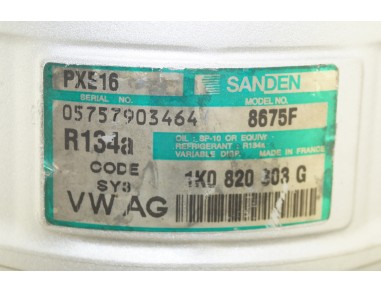 PXE16 SANDEN
SERIAL NO. MODEL NO.
05757903464 8675F
R134a OIL : SP-10 OR EQUIV.
REFRIGERANT : R134a
VARIABLE DISP. MADE IN FRANCE
CODE
SY3 1K0 820 803 G
VW AG